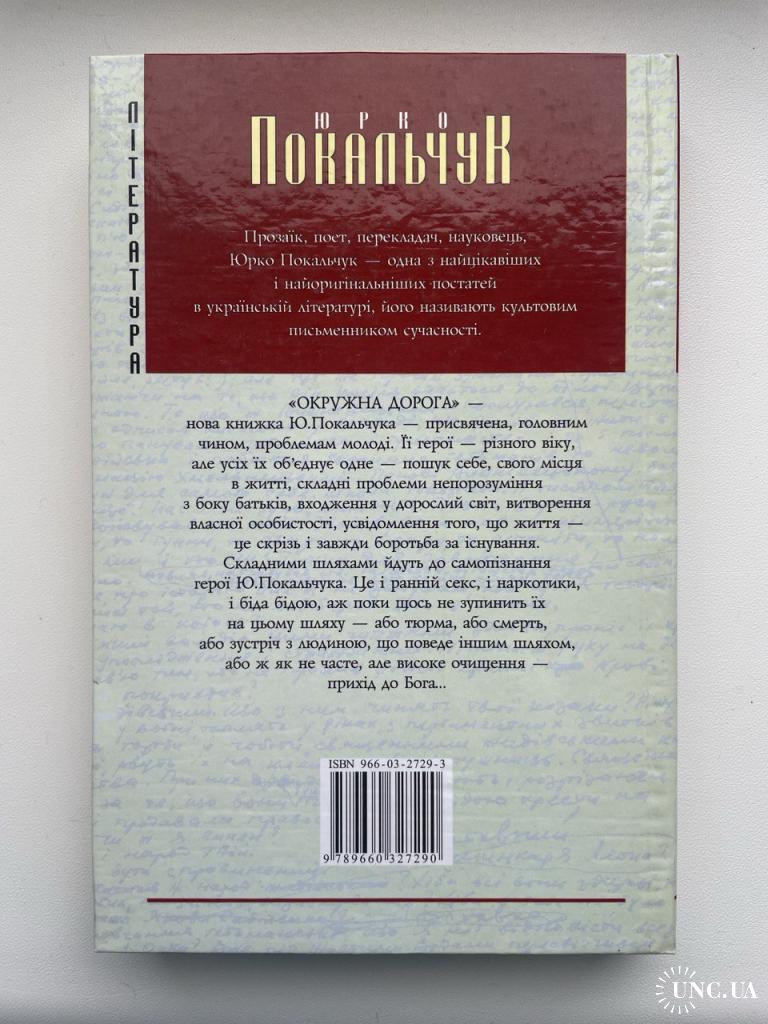 ЛІТЕРАТУРА
ЮРКО
ПОКАЛЬЧУК
Прозаїк, поет, перекладач, науковець,
Юрко Покальчук — одна з найцікавіших
і найоригінальніших постатей
в українській літературі, його називають культовим
письменником сучасності.
«ОКРУЖНА ДОРОГА» —
нова книжка Ю.Покальчука — присвячена, головним
чином, проблемам молоді. Її герої — різного віку,
але усіх їх об’єднує одне — пошук себе, свого місця
в житті, складні проблеми непорозуміння
з боку батьків, входження у дорослий світ, витворення
власної особистості, усвідомлення того, що життя —
це скрізь і завжди боротьба за існування.
Складними шляхами йдуть до самопізнання
герої Ю.Покальчука. Це і ранній секс, і наркотики,
і біда бідою, аж поки щось не зупинить їх
на цьому шляху — або тюрма, або смерть,
або зустріч з людиною, що поведе іншим шляхом,
або ж як не часте, але високе очищення —
прихід до Бога...
ISBN 966-03-2729-3
9 789660 327290
UNC.UA